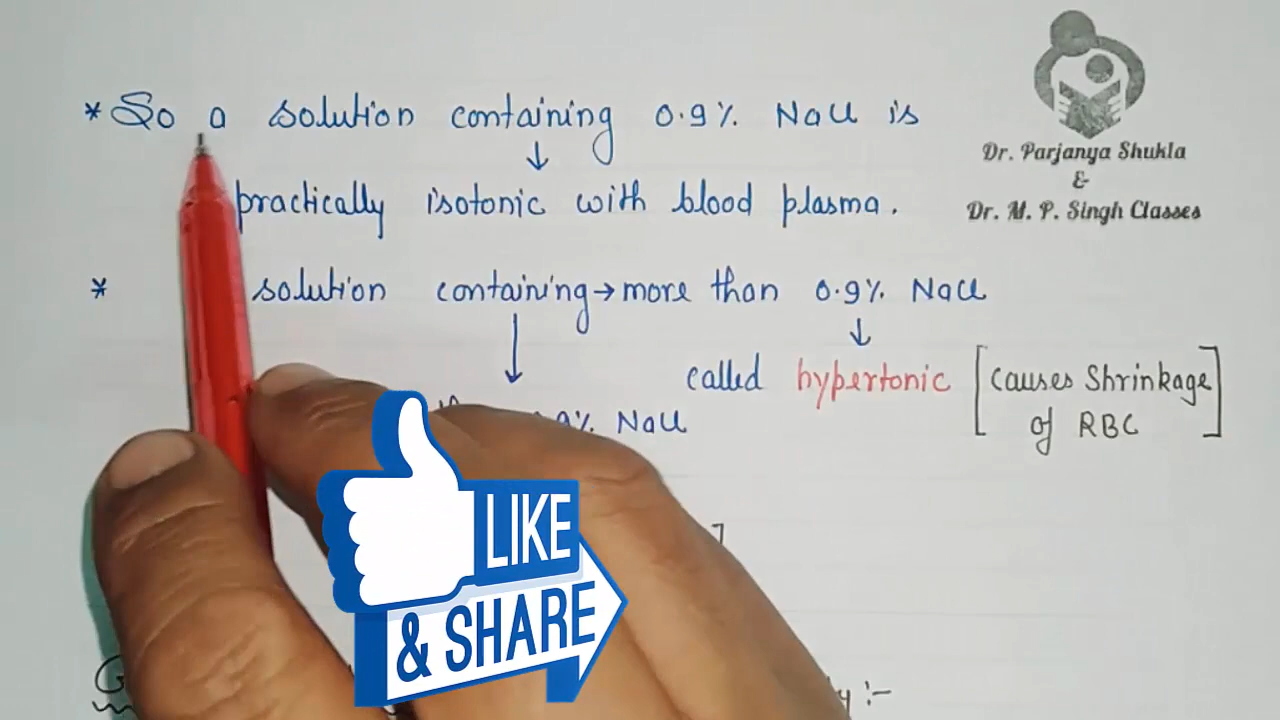 * So a solution containing 0.9% NaCl is
↓
practically isotonic with blood plasma.
* solution containing → more than 0.9% NaCl
↓ ↓
called hypertonic [causes Shrinkage of RBC]
NaCl
LIKE
& SHARE
Dr. Parjanya Shukla
&
Dr. M. P. Singh Classes